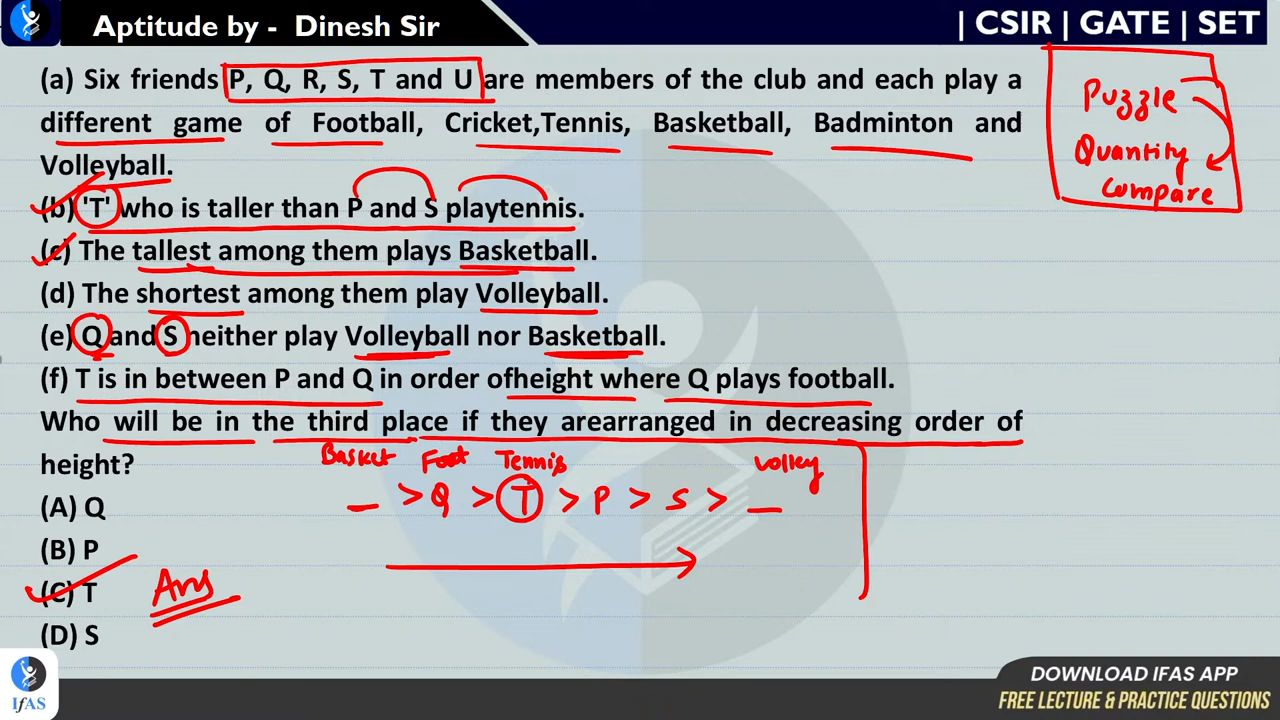 Aptitude by - Dinesh Sir
| CSIR | GATE | SET
(a) Six friends P, Q, R, S, T and U are members of the club and each play a
different game of Football, Cricket,Tennis, Basketball, Badminton and
Volleyball.
(b) 'T' who is taller than P and S playtennis.
(c) The tallest among them plays Basketball.
(d) The shortest among them play Volleyball.
(e) Q and S neither play Volleyball nor Basketball.
(f) T is in between P and Q in order ofheight where Q plays football.
Who will be in the third place if they arearranged in decreasing order of
height?
(A) Q
(B) P
(C) T
(D) S
Puzzle
Quantity
Compare
Basket Foot Tennis Volley
_ > Q > T > P > S > _
Ans
IFAS
DOWNLOAD IFAS APP
FREE LECTURE & PRACTICE QUESTIONS